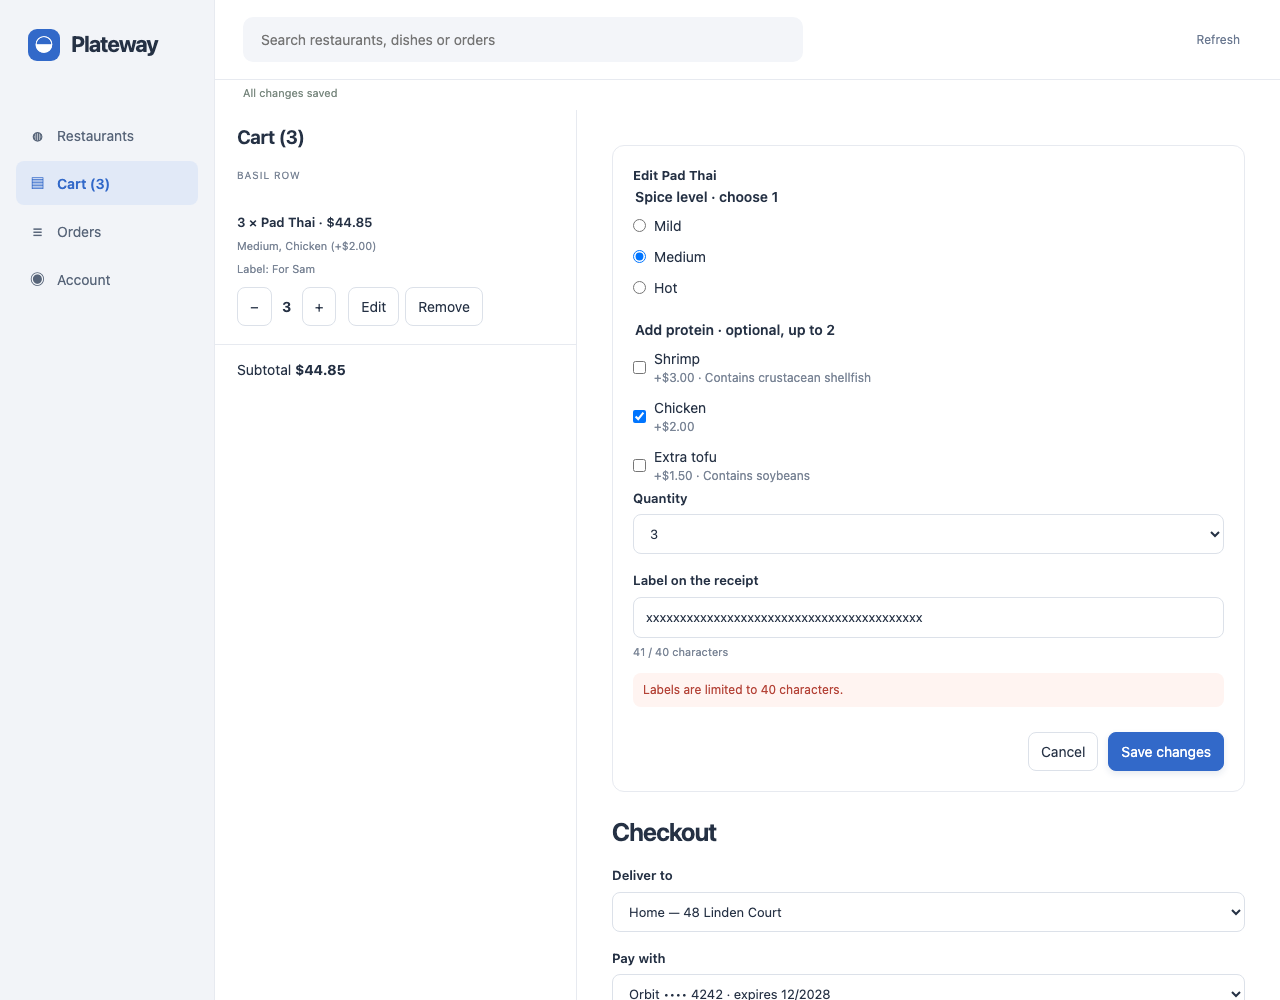 Plateway
Search restaurants, dishes or orders
Refresh
All changes saved
Restaurants
Cart (3)
Orders
Account
Cart (3)
BASIL ROW
3 × Pad Thai · $44.85
Medium, Chicken (+$2.00)
Label: For Sam
− 3 + Edit Remove
Subtotal $44.85
Edit Pad Thai
Spice level · choose 1
Mild
Medium
Hot
Add protein · optional, up to 2
Shrimp
+$3.00 · Contains crustacean shellfish
Chicken
+$2.00
Extra tofu
+$1.50 · Contains soybeans
Quantity
3
Label on the receipt
xxxxxxxxxxxxxxxxxxxxxxxxxxxxxxxxxxxxxxxxx
41 / 40 characters
Labels are limited to 40 characters.
Cancel Save changes
Checkout
Deliver to
Home — 48 Linden Court
Pay with
Orbit •••• 4242 · expires 12/2028